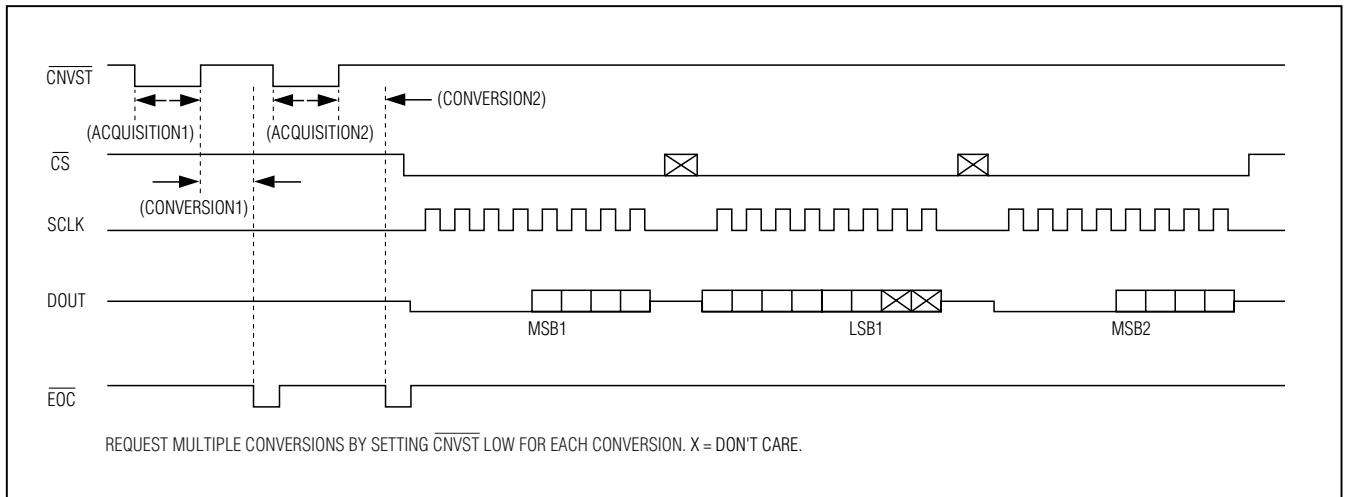 CNVST
(CONVERSION2)
(ACQUISITION1) (ACQUISITION2)
CS
(CONVERSION1)
SCLK
DOUT
MSB1 LSB1 MSB2
EOC
REQUEST MULTIPLE CONVERSIONS BY SETTING CNVST LOW FOR EACH CONVERSION. X = DON'T CARE.